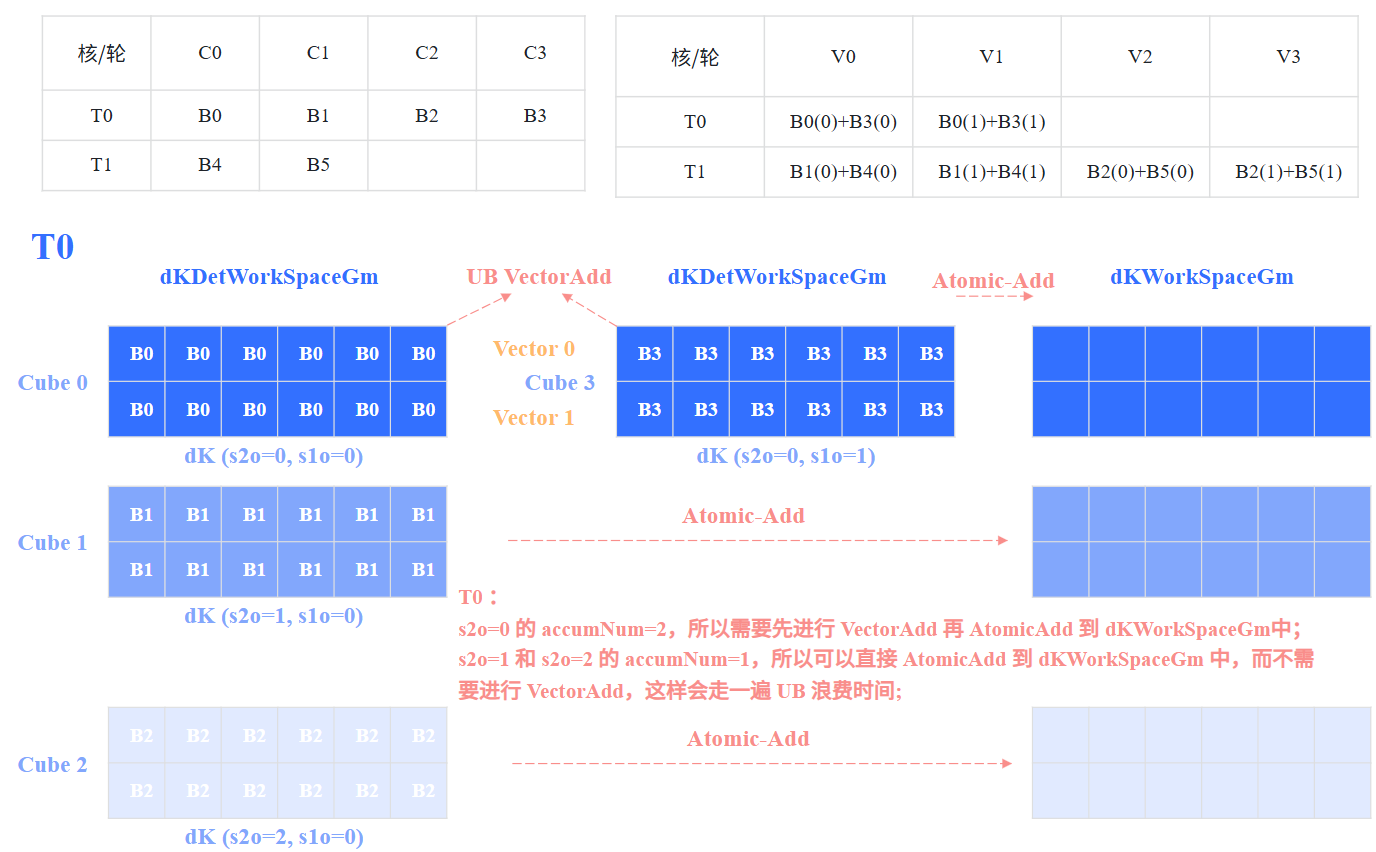 核/轮 C0 C1 C2 C3
T0 B0 B1 B2 B3
T1 B4 B5
核/轮 V0 V1 V2 V3
T0 B0(0)+B3(0) B0(1)+B3(1)
T1 B1(0)+B4(0) B1(1)+B4(1) B2(0)+B5(0) B2(1)+B5(1)
T0
dKDetWorkSpaceGm UB VectorAdd dKDetWorkSpaceGm Atomic-Add dKWorkSpaceGm
Cube 0
B0 B0 B0 B0 B0 B0
B0 B0 B0 B0 B0 B0
dK (s2o=0, s1o=0)
Vector 0
Cube 3
Vector 1
B3 B3 B3 B3 B3 B3
B3 B3 B3 B3 B3 B3
dK (s2o=0, s1o=1)
Cube 1
B1 B1 B1 B1 B1 B1
B1 B1 B1 B1 B1 B1
dK (s2o=1, s1o=0)
Atomic-Add
T0：
s2o=0 的 accumNum=2，所以需要先进行 VectorAdd 再 AtomicAdd 到 dKWorkSpaceGm中；
s2o=1 和 s2o=2 的 accumNum=1，所以可以直接 AtomicAdd 到 dKWorkSpaceGm 中，而不需
要进行 VectorAdd，这样会走一遍 UB 浪费时间;
Cube 2
B2 B2 B2 B2 B2 B2
B2 B2 B2 B2 B2 B2
dK (s2o=2, s1o=0)
Atomic-Add